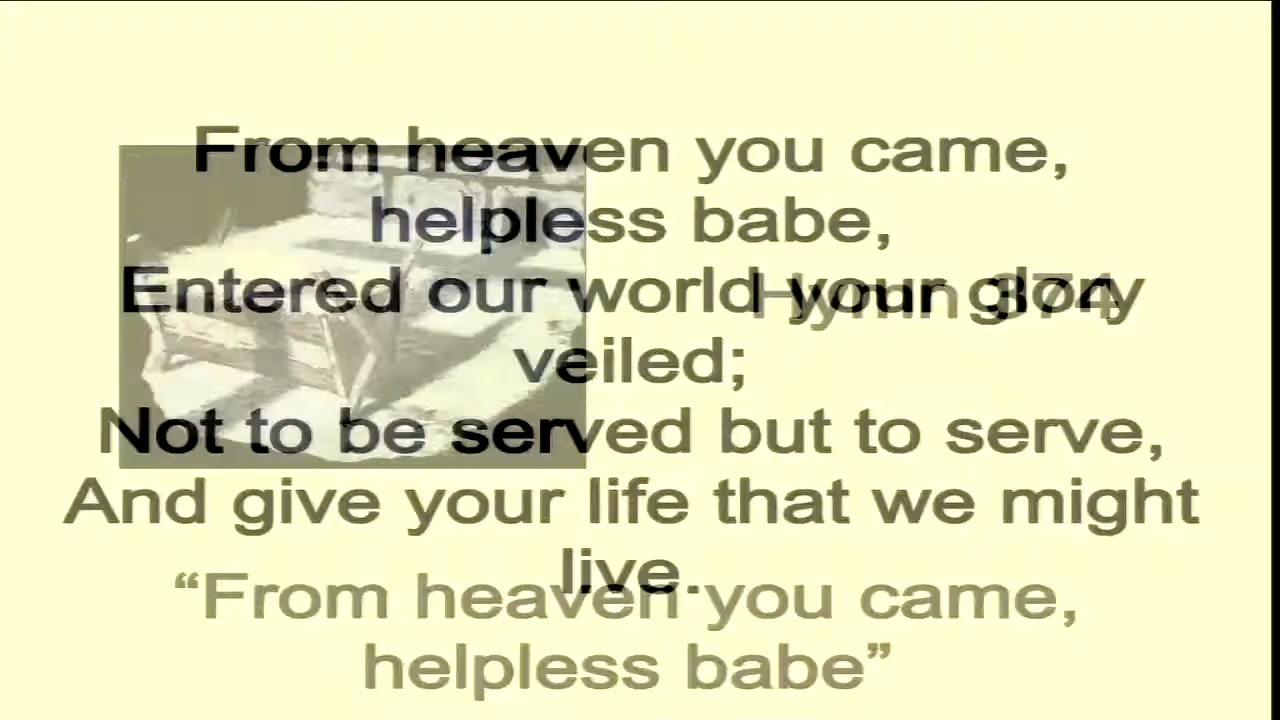 From heaven you came,
helpless babe,
Entered our world your glory
Hymn 374
veiled;
Not to be served but to serve,
And give your life that we might
live.
“From heaven you came,
helpless babe”